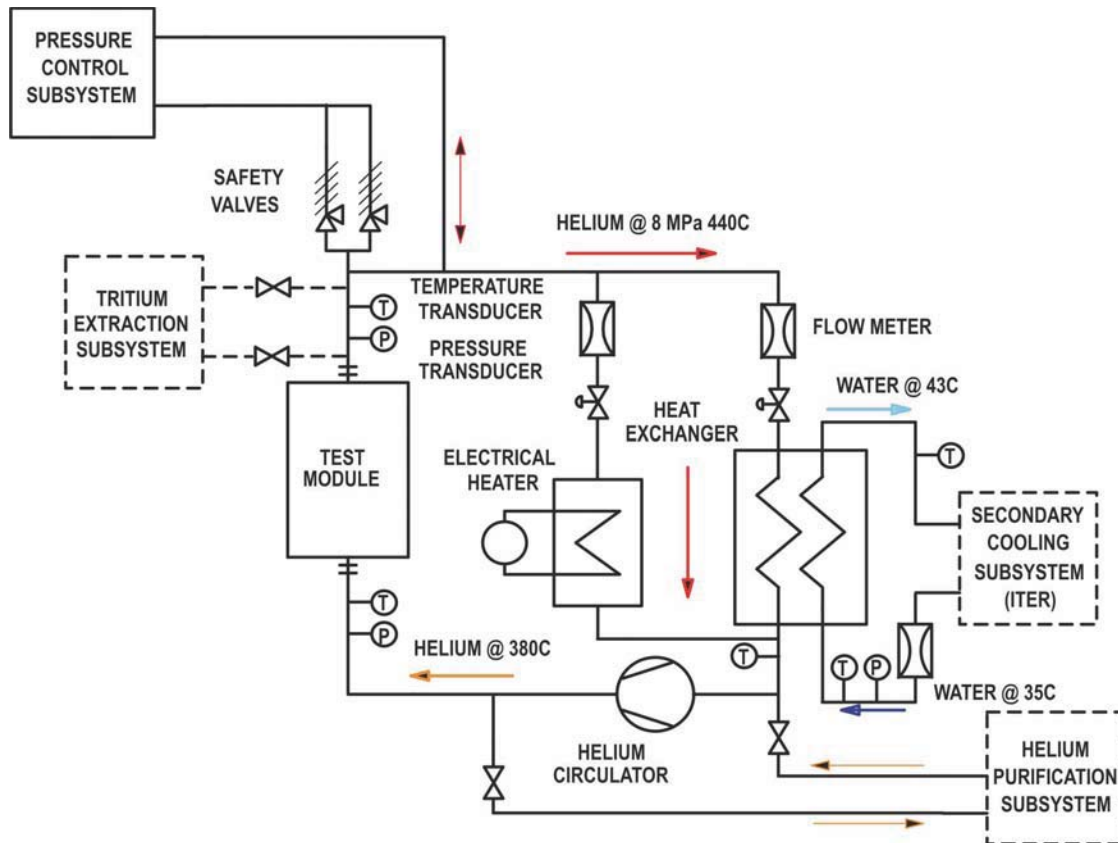 PRESSURE
CONTROL
SUBSYSTEM
SAFETY
VALVES
HELIUM @ 8 MPa 440C
TRITIUM
EXTRACTION
SUBSYSTEM
T
P
TEMPERATURE
TRANSDUCER
PRESSURE
TRANSDUCER
FLOW METER
WATER @ 43C
HEAT
EXCHANGER
TEST
MODULE
ELECTRICAL
HEATER
T
SECONDARY
COOLING
SUBSYSTEM
(ITER)
T
P
HELIUM @ 380C
T
T
P
WATER @ 35C
HELIUM
CIRCULATOR
HELIUM
PURIFICATION
SUBSYSTEM